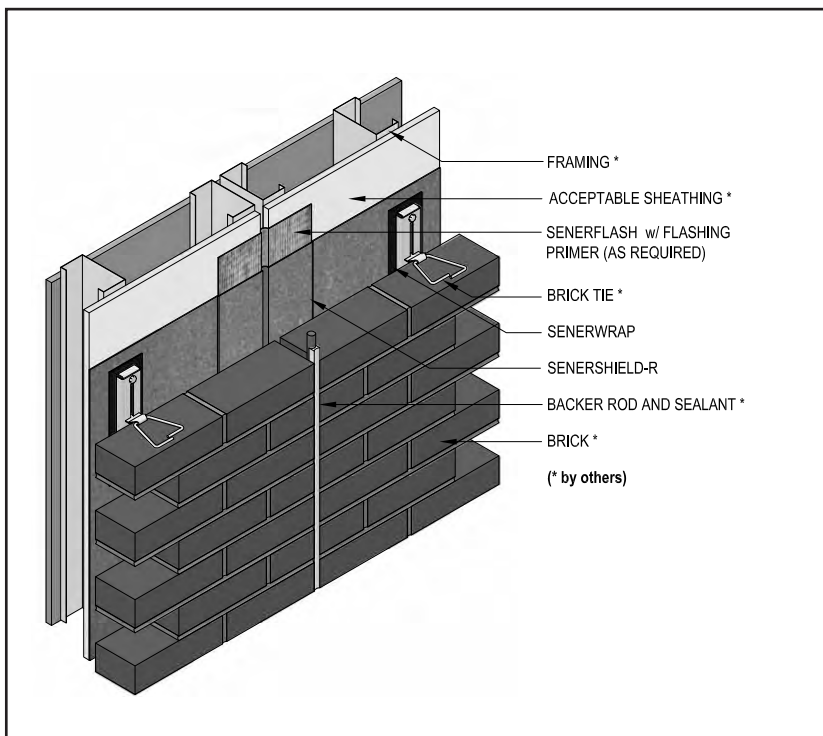 FRAMING *
ACCEPTABLE SHEATHING *
SENERFLASH w/ FLASHING
PRIMER (AS REQUIRED)
BRICK TIE *
SENERWRAP
SENERSHIELD-R
BACKER ROD AND SEALANT *
BRICK *
(* by others)